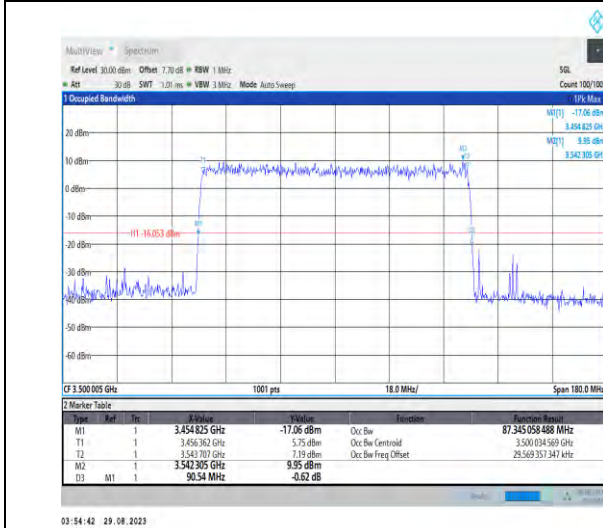 MultiView Spectrum
Ref Level 30.00 dBm Offset 7.70 dB RBW 1 MHz SGL
Att 30 dB SWT 1.01 ms VBW 3 MHz Mode Auto Sweep Count 100/100
1 Occupied Bandwidth 1Pk Max
M1[1] -17.06 dBm
3.454 825 GHz
20 dBm
M2[1] 9.95 dBm
3.542 305 GHz
M2
T1
10 dBm
0 dBm
-10 dBm
M1
H1 -16.053 dBm
-30 dBm
-40 dBm
-50 dBm
-60 dBm
CF 3.500 005 GHz 1001 pts 18.0 MHz/ Span 180.0 MHz
2 Marker Table
Type Ref Trc X-Value Y-Value Function Function Result
M1 1 3.454 825 GHz -17.06 dBm Occ Bw 87.345 058 488 MHz
T1 1 3.456 362 GHz 5.75 dBm Occ Bw Centroid 3.500 034 569 GHz
T2 1 3.543 707 GHz 7.19 dBm Occ Bw Freq Offset 29.569 357 347 kHz
M2 1 3.542 305 GHz 9.95 dBm
D3 M1 1 90.54 MHz -0.62 dB
Ready
03:54:42 29.08.2023